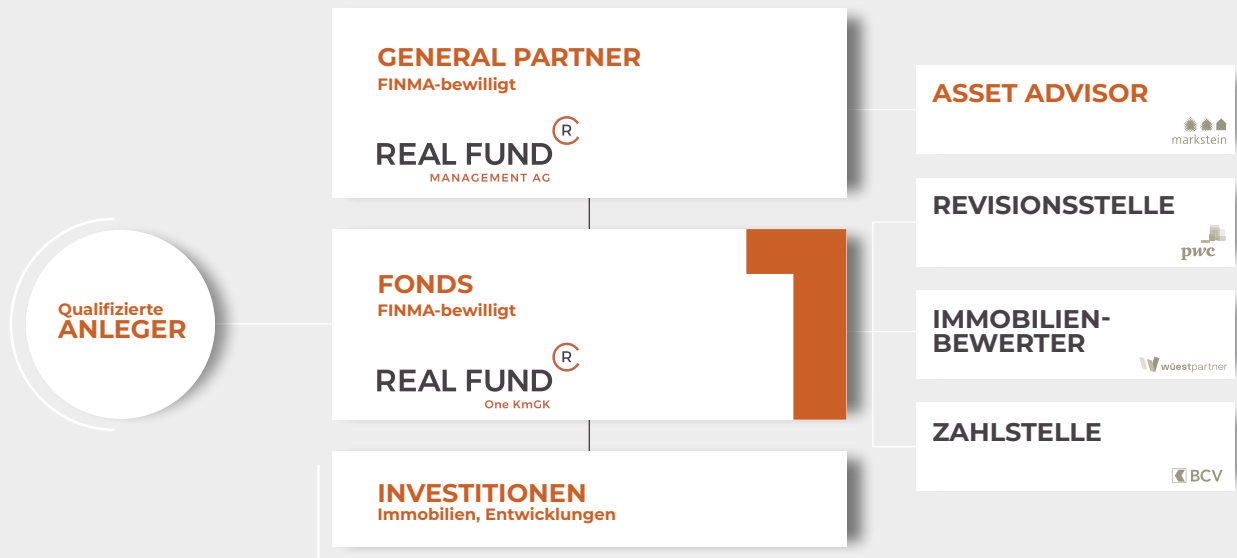 GENERAL PARTNER
FINMA-bewilligt
R
REAL FUND
MANAGEMENT AG
ASSET ADVISOR
markstein
REVISIONSSTELLE
pwc
Qualifizierte
ANLEGER
FONDS
FINMA-bewilligt
R
REAL FUND
One KmGK
1
IMMOBILIEN-
BEWERTER
wüestpartner
ZAHLSTELLE
BCV
INVESTITIONEN
Immobilien, Entwicklungen